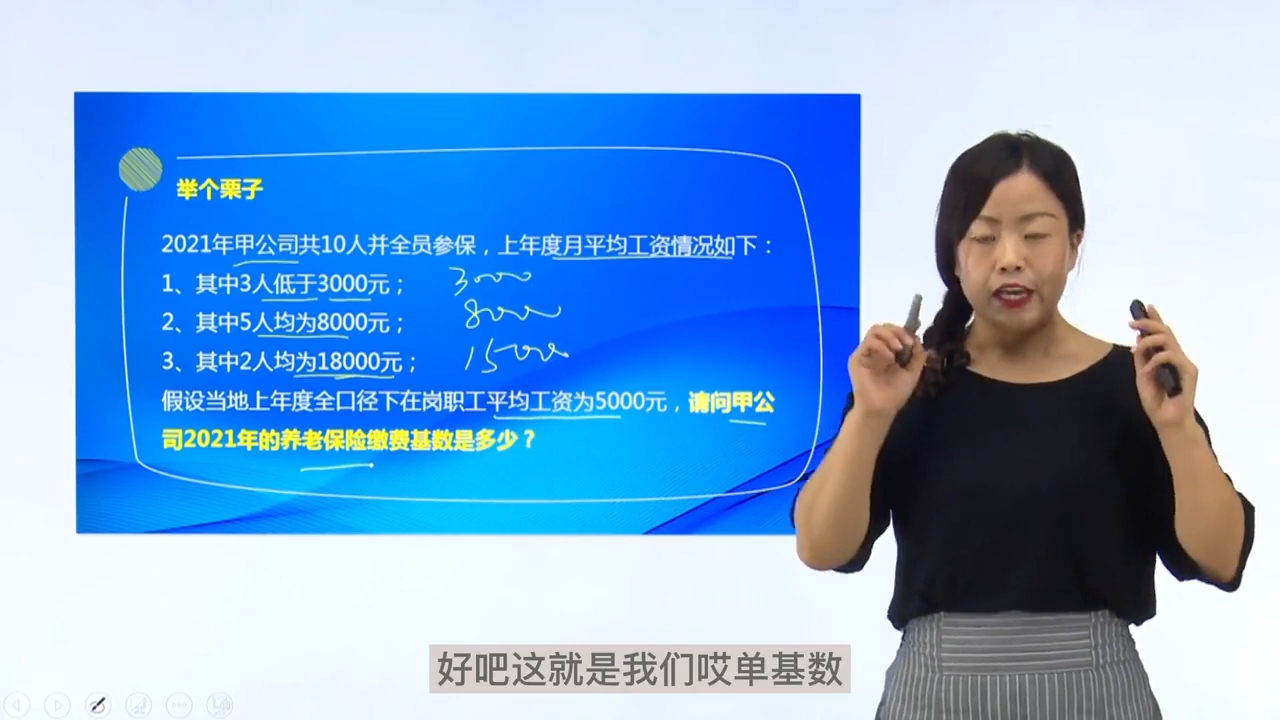 举个栗子
2021年甲公司共10人并全员参保，上年度月平均工资情况如下：
1、其中3人低于3000元；
3000
2、其中5人均为8000元；
8000
3、其中2人均为18000元；
15000
假设当地上年度全口径下在岗职工平均工资为5000元，请问甲公
司2021年的养老保险缴费基数是多少？
好吧这就是我们哎单基数